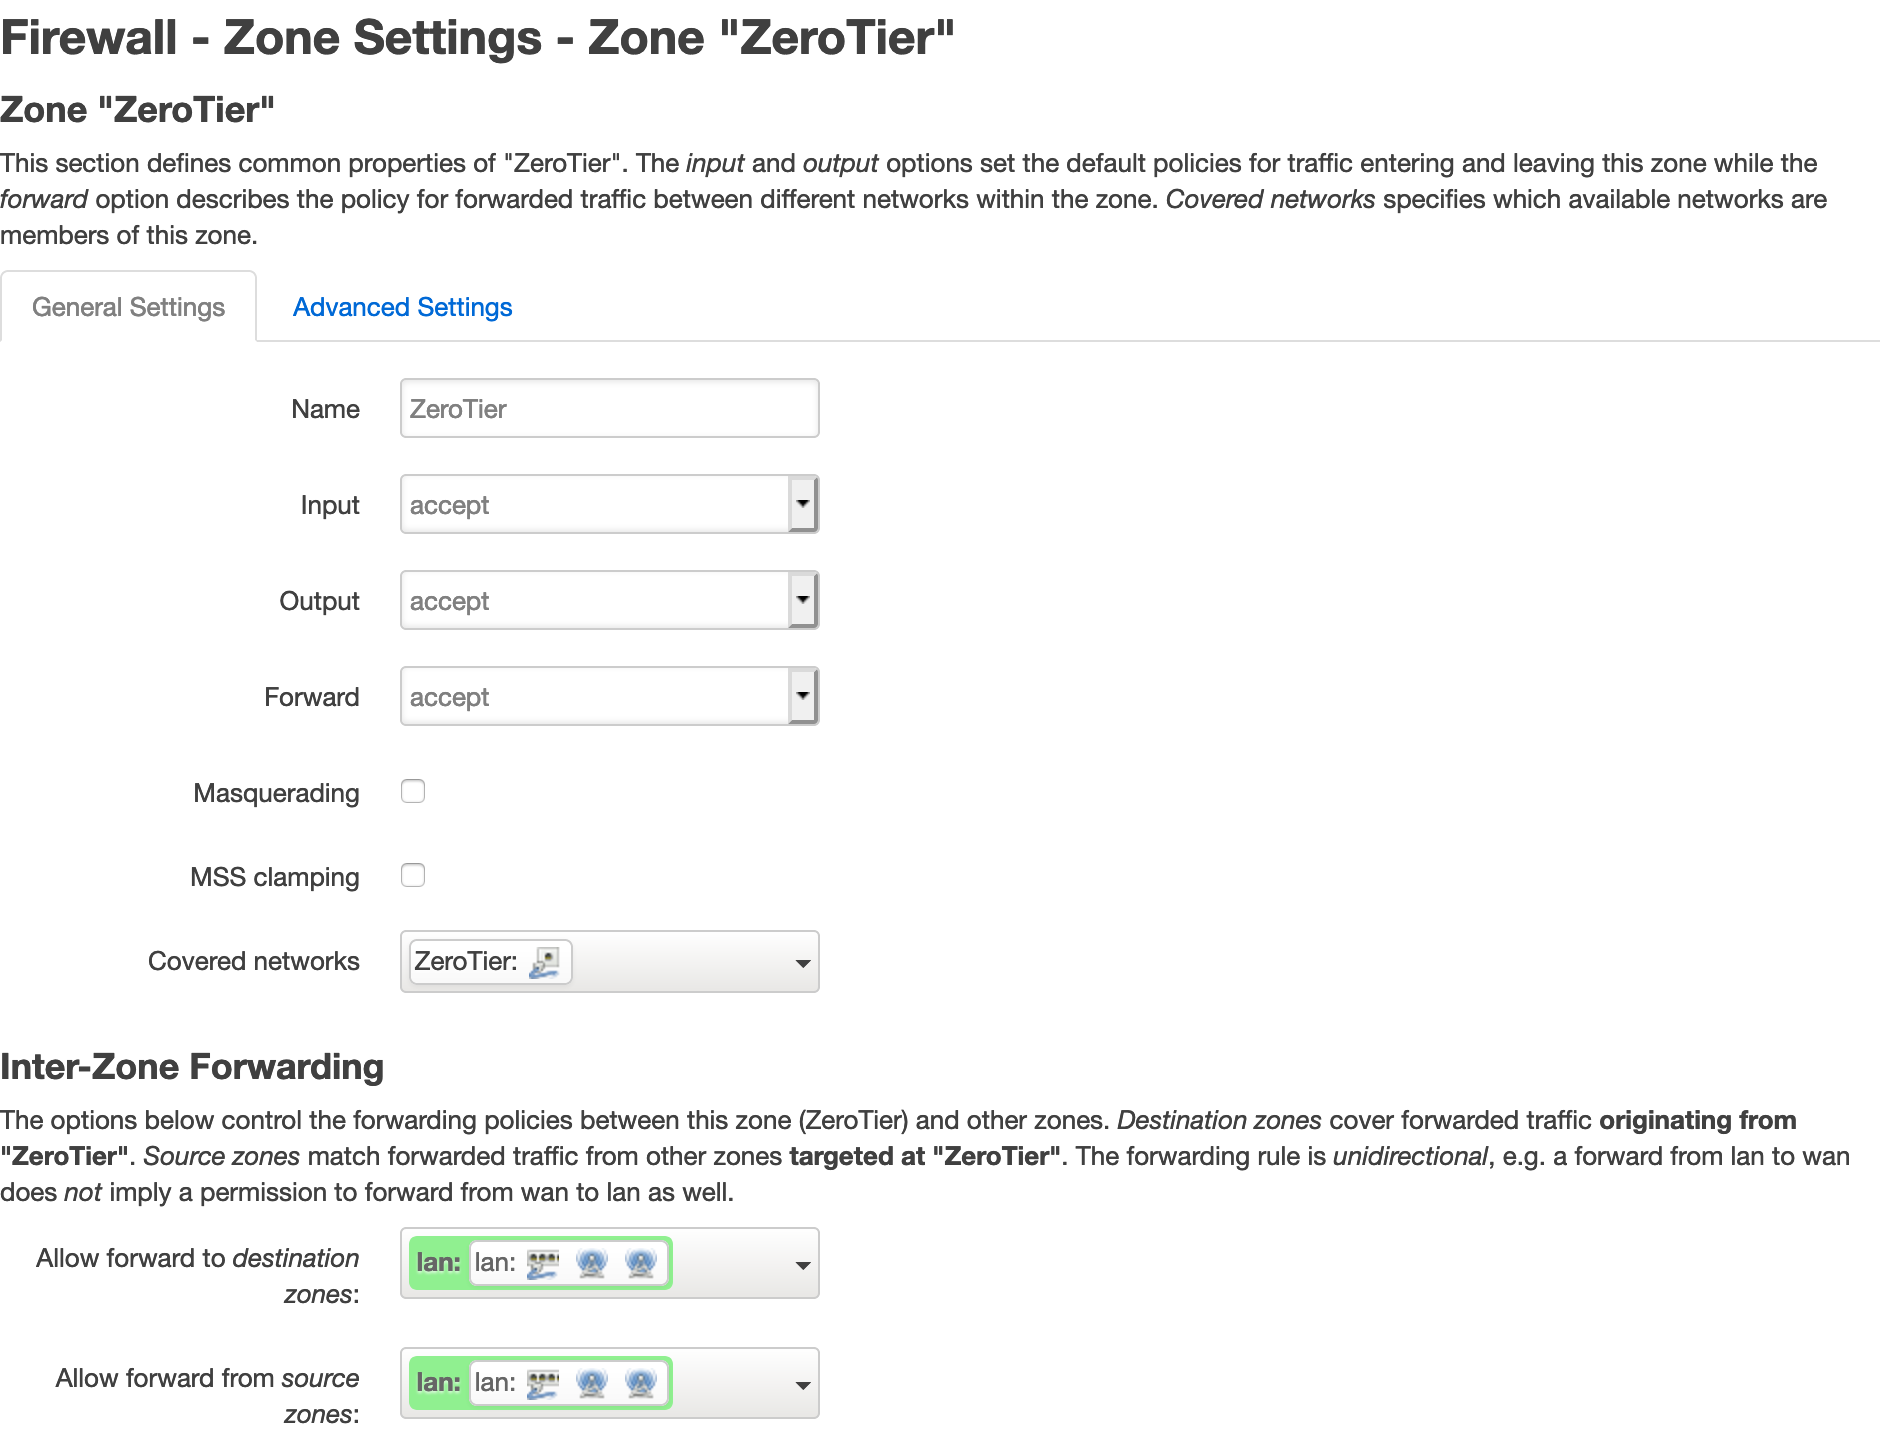 Firewall - Zone Settings - Zone "ZeroTier"
Zone "ZeroTier"
This section defines common properties of "ZeroTier". The input and output options set the default policies for traffic entering and leaving this zone while the
forward option describes the policy for forwarded traffic between different networks within the zone. Covered networks specifies which available networks are
members of this zone.
General Settings Advanced Settings
Name ZeroTier
Input accept
Output accept
Forward accept
Masquerading
MSS clamping
Covered networks ZeroTier:
Inter-Zone Forwarding
The options below control the forwarding policies between this zone (ZeroTier) and other zones. Destination zones cover forwarded traffic originating from
"ZeroTier". Source zones match forwarded traffic from other zones targeted at "ZeroTier". The forwarding rule is unidirectional, e.g. a forward from lan to wan
does not imply a permission to forward from wan to lan as well.
Allow forward to destination lan: lan:
zones:
Allow forward from source lan: lan:
zones: